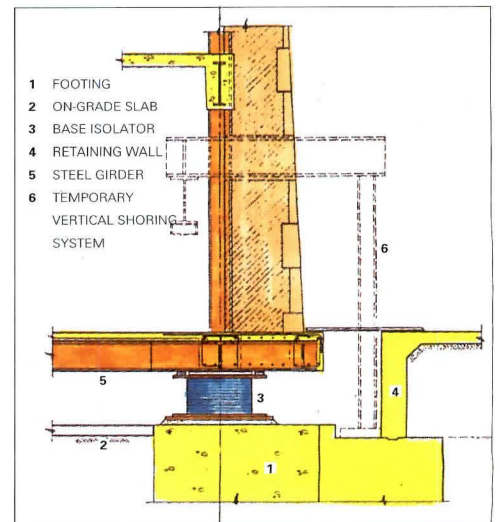 1 FOOTING
2 ON-GRADE SLAB
3 BASE ISOLATOR
4 RETAINING WALL
5 STEEL GIRDER
6 TEMPORARY
VERTICAL SHORING
SYSTEM
6
5
3
4
2
1